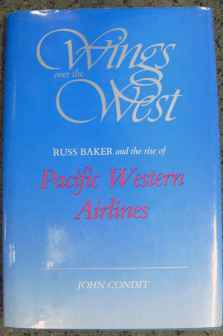 Wings
over the
West
RUSS BAKER and the rise of
Pacific Western
Airlines
JOHN CONDIT